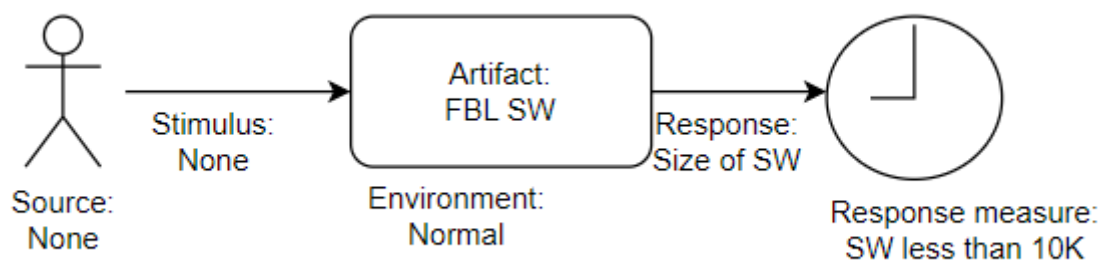 Source:
None
Stimulus:
None
Artifact:
FBL SW
Environment:
Normal
Response:
Size of SW
Response measure:
SW less than 10K